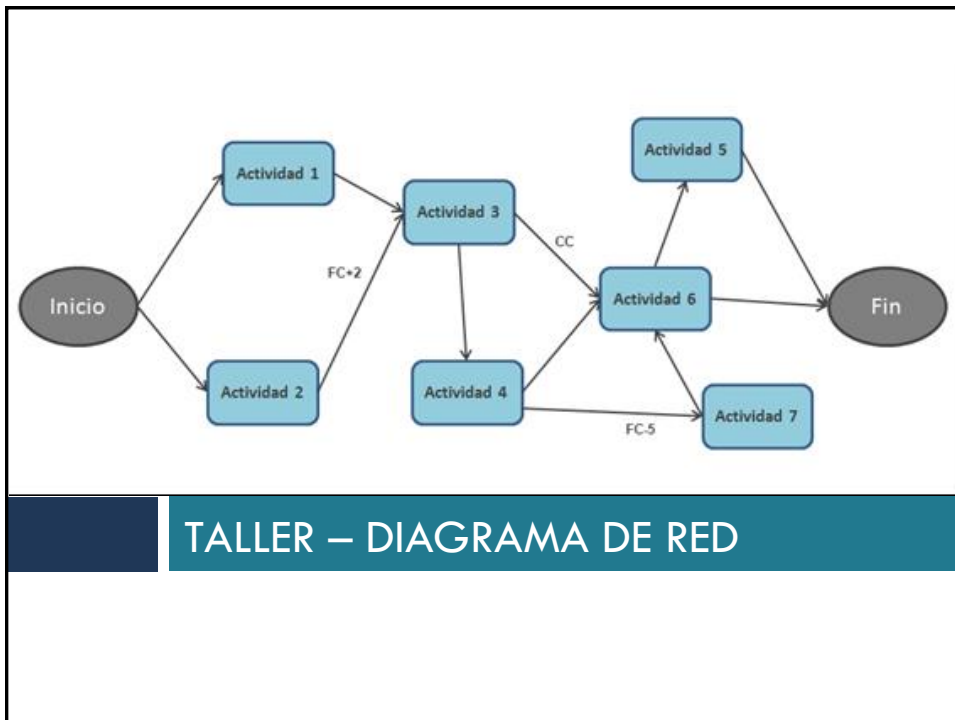 Actividad 5
Actividad 1
Actividad 3
CC
FC+2
Inicio
Actividad 6
Fin
Actividad 2
Actividad 4
Actividad 7
FC-5
TALLER – DIAGRAMA DE RED